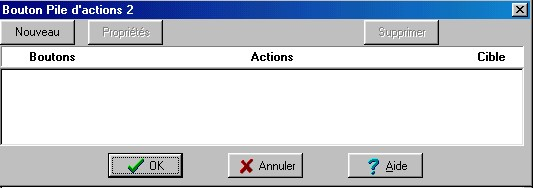 Bouton Pile d'actions 2
Nouveau Propriétés Supprimer
Boutons Actions Cible
OK Annuler Aide